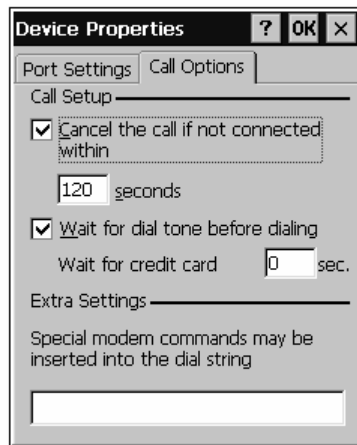 Device Properties ? OK ×
Port Settings Call Options
Call Setup
Cancel the call if not connected
within
120 seconds
Wait for dial tone before dialing
Wait for credit card 0 sec.
Extra Settings
Special modem commands may be
inserted into the dial string